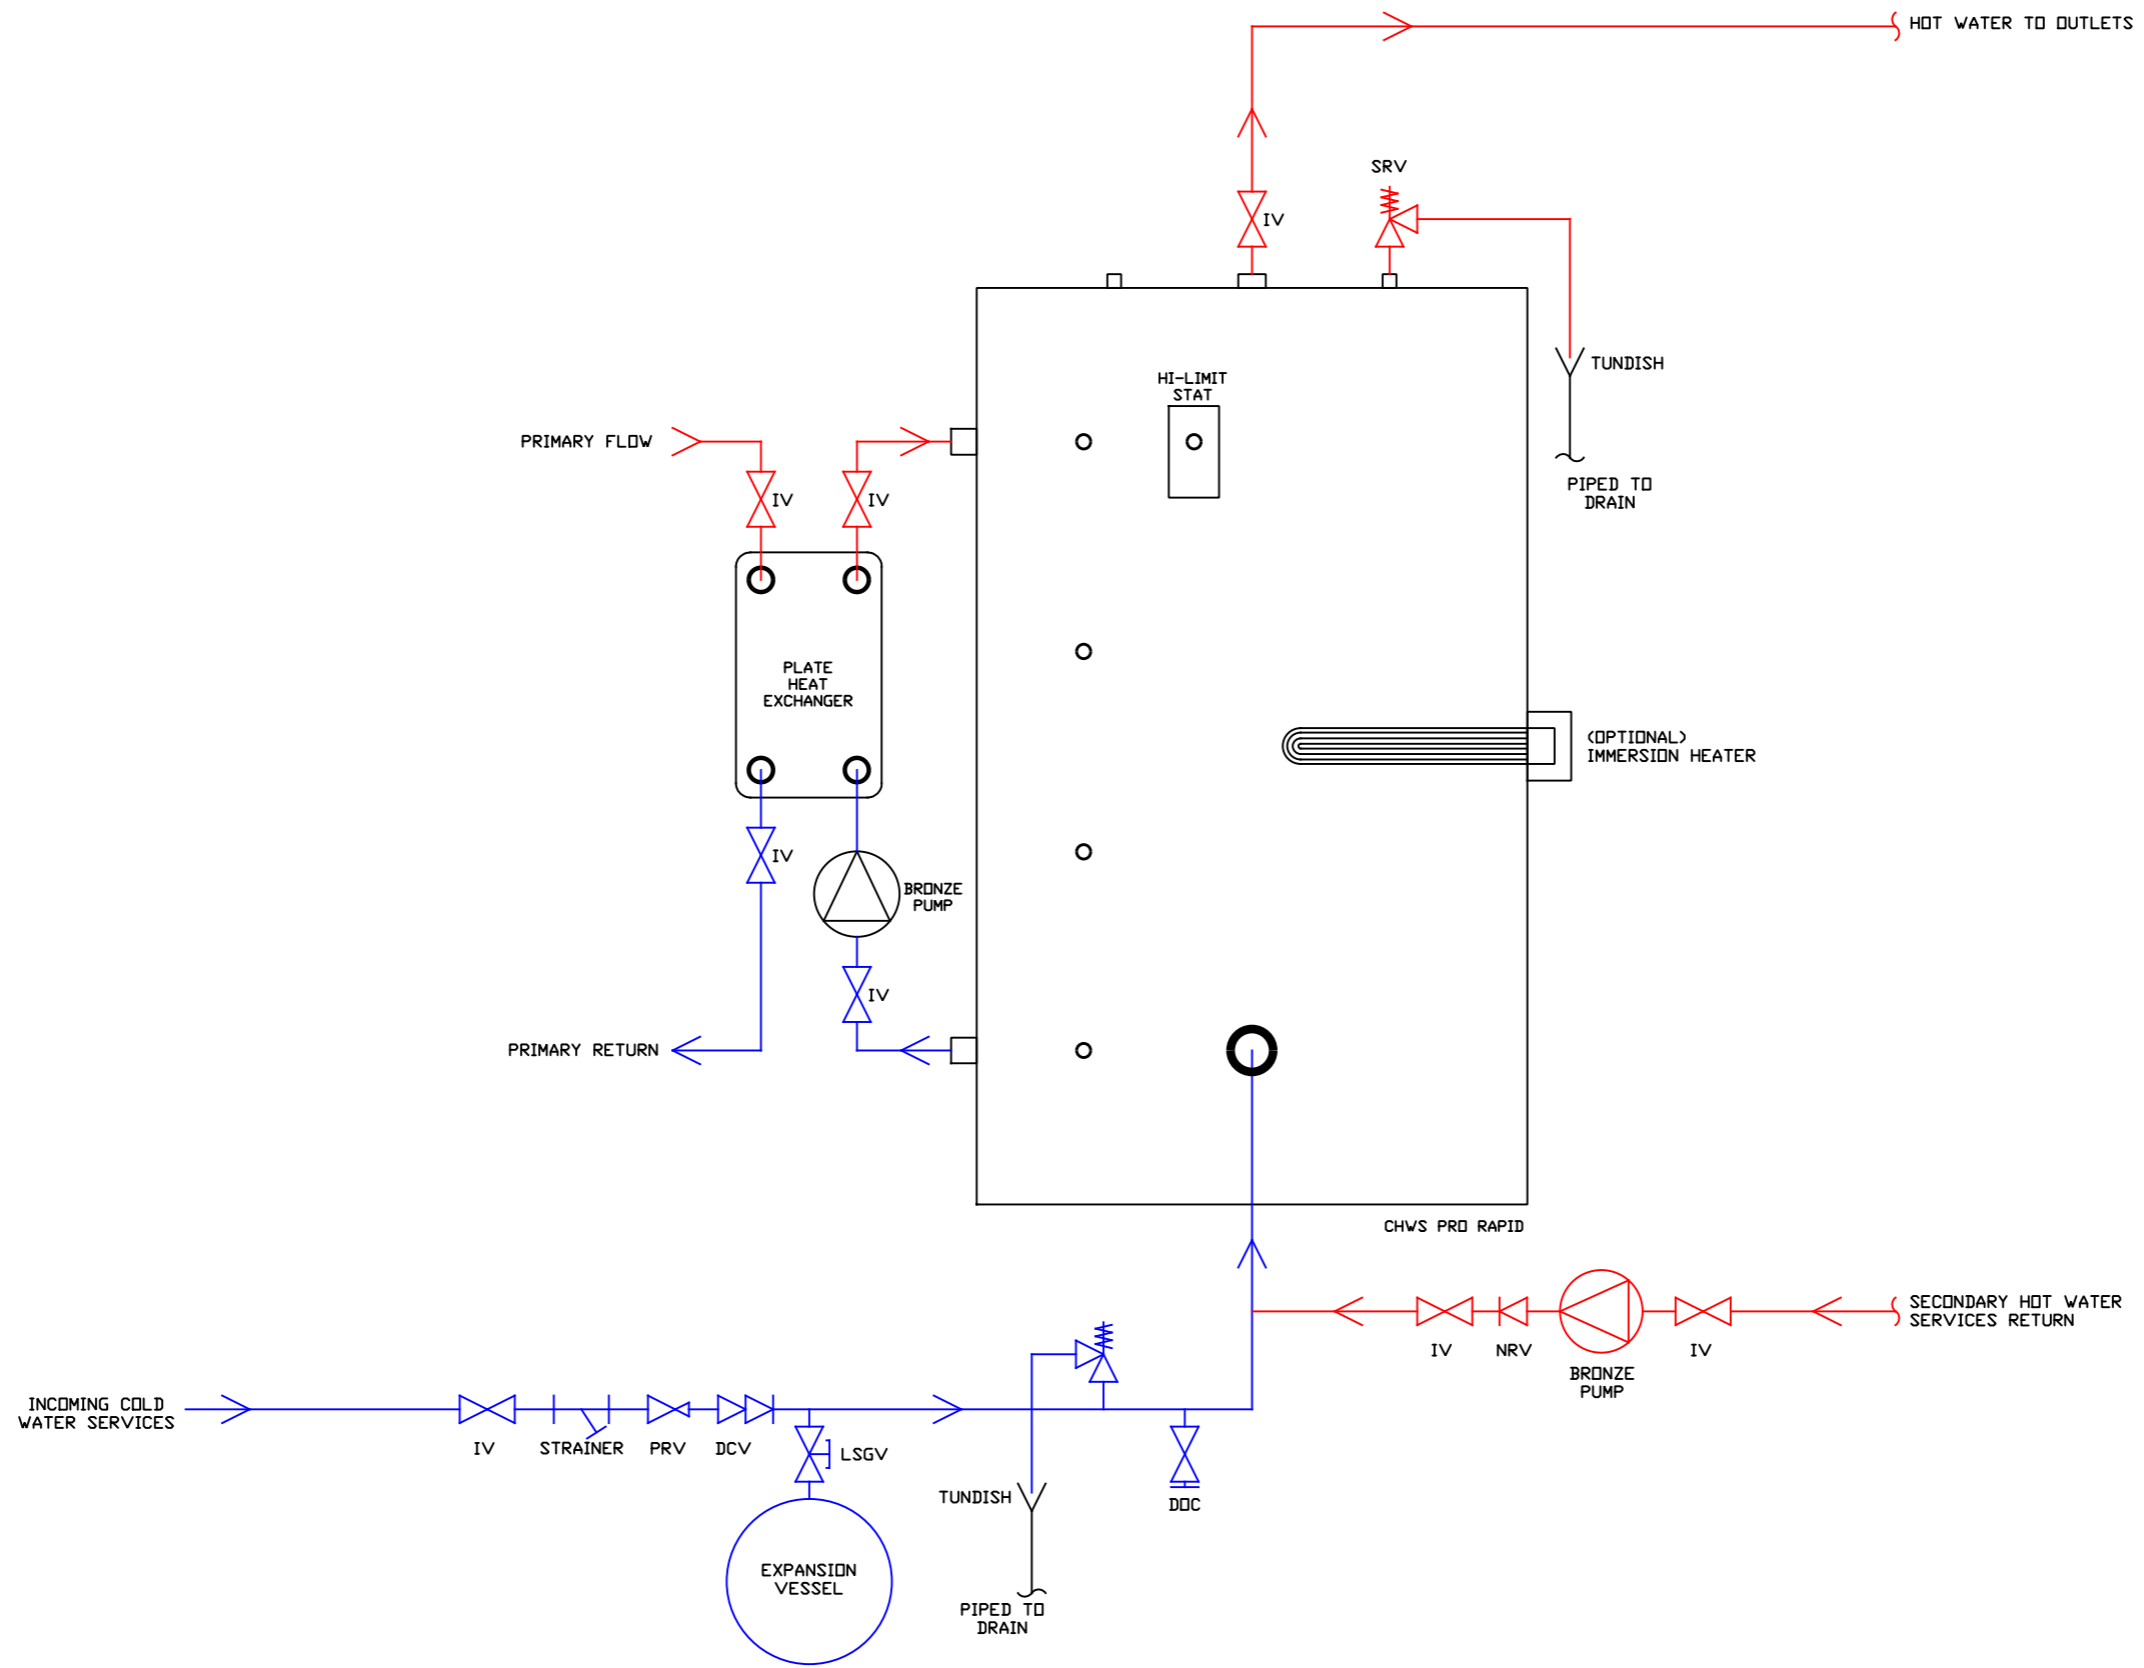 HOT WATER TO OUTLETS
SRV
IV
TUNDISH
HI-LIMIT
STAT
PRIMARY FLOW
IV
IV
PIPED TO
DRAIN
PLATE
HEAT
EXCHANGER
(OPTIONAL)
IMMERSION HEATER
IV
BRONZE
PUMP
IV
PRIMARY RETURN
CHWS PRO RAPID
SECONDARY HOT WATER
SERVICES RETURN
IV
NRV
IV
BRONZE
PUMP
INCOMING COLD
WATER SERVICES
IV
STRAINER
PRV
DCV
LSGV
TUNDISH
DOC
EXPANSION
VESSEL
PIPED TO
DRAIN